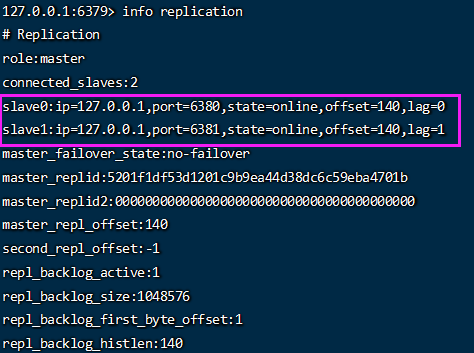 127.0.0.1:6379> info replication
# Replication
role:master
connected_slaves:2
slave0:ip=127.0.0.1,port=6380,state=online,offset=140,lag=0
slave1:ip=127.0.0.1,port=6381,state=online,offset=140,lag=1
master_failover_state:no-failover
master_replid:5201f1df53d1201c9b9ea44d38dc6c59eba4701b
master_replid2:0000000000000000000000000000000000000000
master_repl_offset:140
second_repl_offset:-1
repl_backlog_active:1
repl_backlog_size:1048576
repl_backlog_first_byte_offset:1
repl_backlog_histlen:140